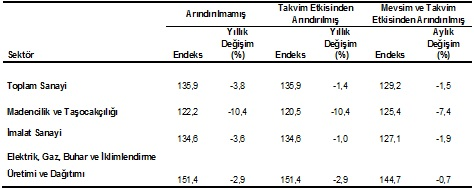 Arındırılmamış Takvim Etkisinden Arındırılmış Mevsim ve Takvim Etkisinden Arındırılmış
Sektör Endeks Yıllık Değişim (%) Endeks Yıllık Değişim (%) Endeks Aylık Değişim (%)
Toplam Sanayi 135,9 -3,8 135,9 -1,4 129,2 -1,5
Madencilik ve Taşocakçılığı 122,2 -10,4 120,5 -10,4 125,4 -7,4
İmalat Sanayi 134,6 -3,6 134,6 -1,0 127,1 -1,9
Elektrik, Gaz, Buhar ve İklimlendirme
Üretimi ve Dağıtımı 151,4 -2,9 151,4 -2,9 144,7 -0,7